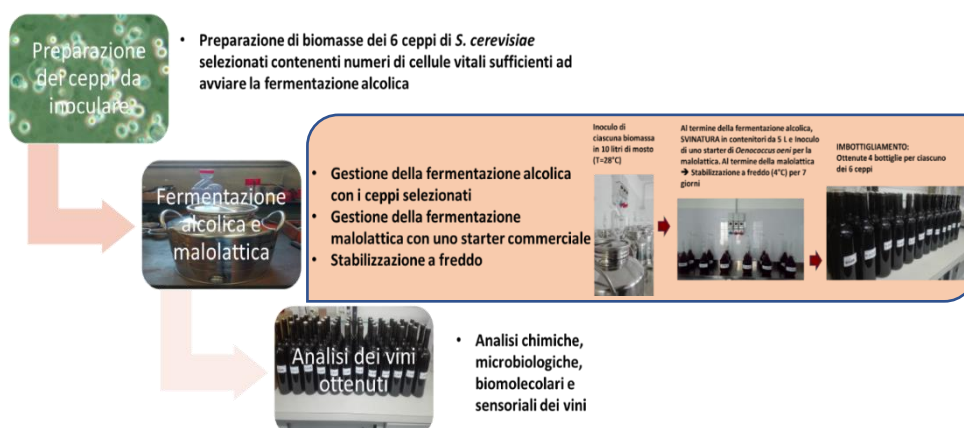 Preparazione
dei ceppi da
inoculare
• Preparazione di biomasse dei 6 ceppi di S. cerevisiae
selezionati contenenti numeri di cellule vitali sufficienti ad
avviare la fermentazione alcolica
Fermentazione
alcolica e
malolattica
• Gestione della fermentazione alcolica
con i ceppi selezionati
• Gestione della fermentazione
malolattica con uno starter commerciale
• Stabilizzazione a freddo
Inoculo di
ciascuna biomassa
in 10 litri di mosto
(T=28°C)
Al termine della fermentazione alcolica,
SVINATURA in contenitori da 5 L e Inoculo
di uno starter di Oenococcus oeni per la
malolattica. Al termine della malolattica
➔ Stabilizzazione a freddo (4°C) per 7
giorni
IMBOTTIGLIAMENTO:
Ottenute 4 bottiglie per ciascuno
dei 6 ceppi
Analisi dei vini
ottenuti
• Analisi chimiche,
microbiologiche,
biomolecolari e
sensoriali dei vini